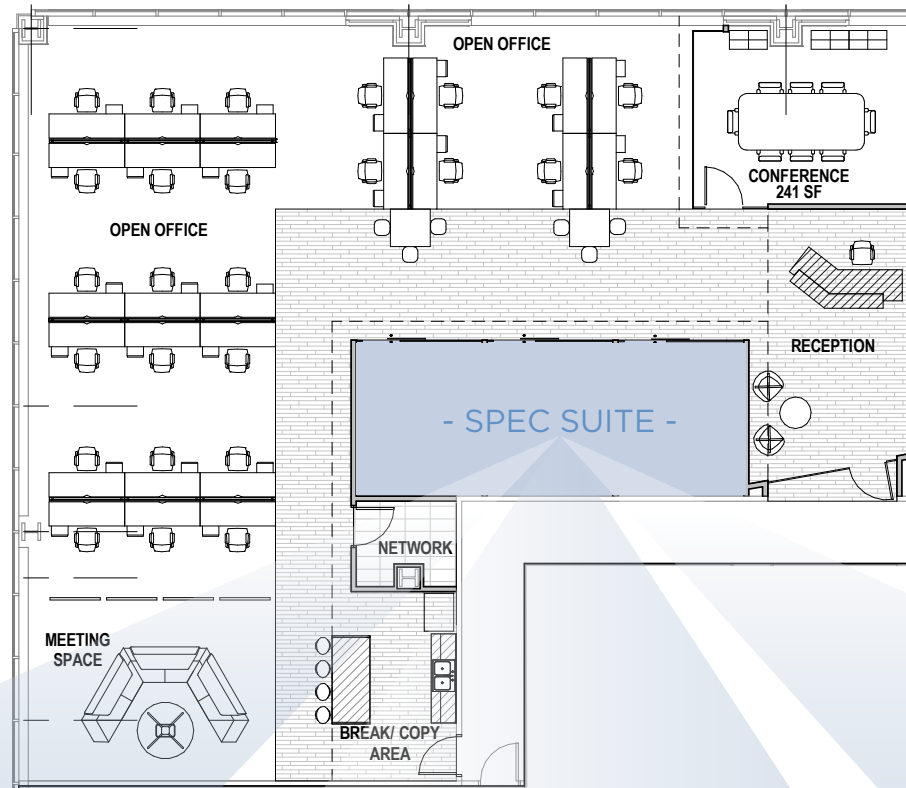 OPEN OFFICE
CONFERENCE
241 SF
OPEN OFFICE
RECEPTION
- SPEC SUITE -
NETWORK
MEETING
SPACE
BREAK/ COPY
AREA